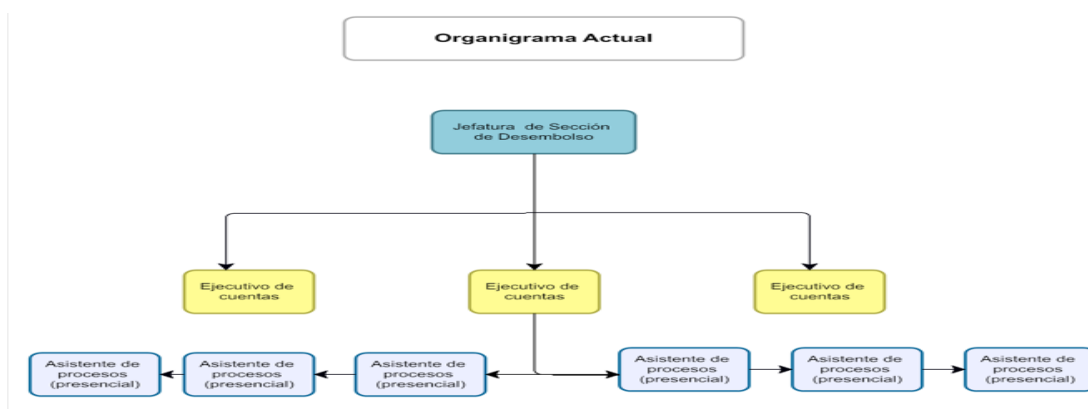 Organigrama Actual
Jefatura de Sección
de Desembolso
Ejecutivo de
cuentas
Ejecutivo de
cuentas
Ejecutivo de
cuentas
Asistente de
procesos
(presencial)
Asistente de
procesos
(presencial)
Asistente de
procesos
(presencial)
Asistente de
procesos
(presencial)
Asistente de
procesos
(presencial)
Asistente de
procesos
(presencial)